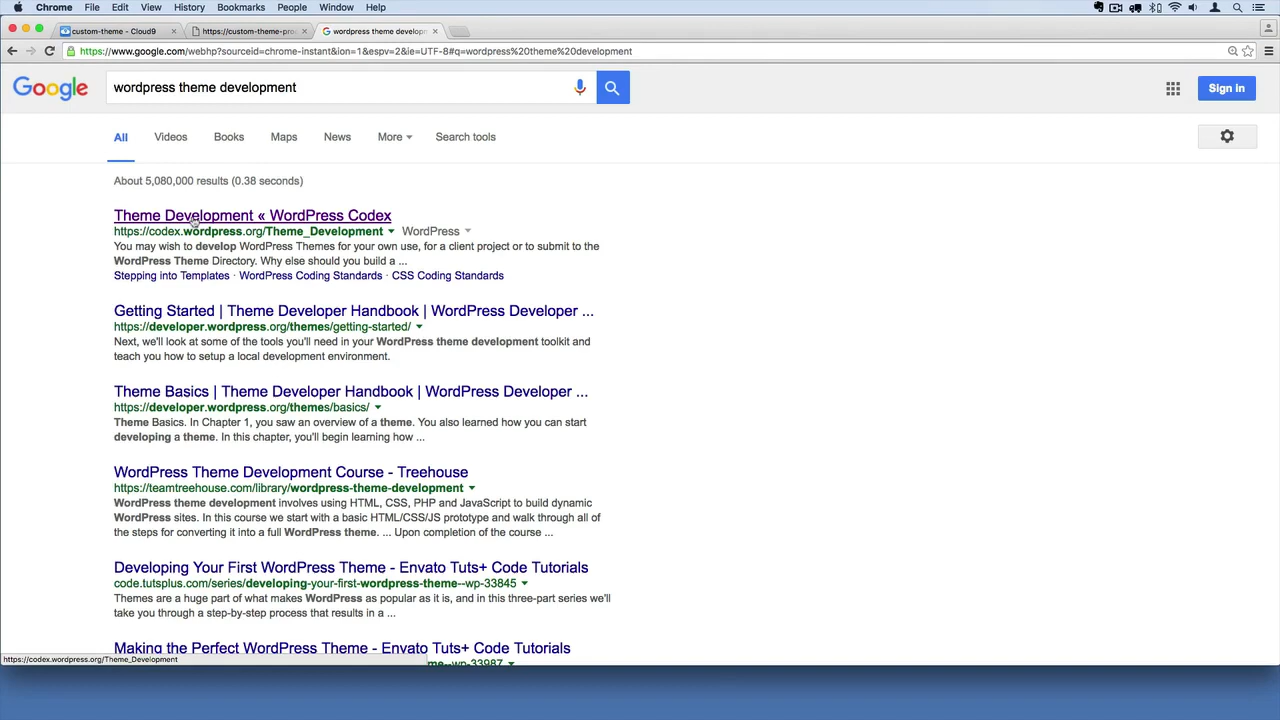 Chrome File Edit View History Bookmarks People Window Help
custom-theme - Cloud9 × https://custom-theme-pro × wordpress theme developm ×
https://www.google.com/webhp?sourceid=chrome-instant&ion=1&espv=2&ie=UTF-8#q=wordpress%20theme%20development
Google wordpress theme development Sign in
All Videos Books Maps News More Search tools
About 5,080,000 results (0.38 seconds)
Theme Development « WordPress Codex
https://codex.wordpress.org/Theme_Development WordPress
You may wish to develop WordPress Themes for your own use, for a client project or to submit to the
WordPress Theme Directory. Why else should you build a ...
Stepping into Templates · WordPress Coding Standards · CSS Coding Standards
Getting Started | Theme Developer Handbook | WordPress Developer ...
https://developer.wordpress.org/themes/getting-started/
Next, we'll look at some of the tools you'll need in your WordPress theme development toolkit and
teach you how to setup a local development environment.
Theme Basics | Theme Developer Handbook | WordPress Developer ...
https://developer.wordpress.org/themes/basics/
Theme Basics. In Chapter 1, you saw an overview of a theme. You also learned how you can start
developing a theme. In this chapter, you'll begin learning how ...
WordPress Theme Development Course - Treehouse
https://teamtreehouse.com/library/wordpress-theme-development
WordPress theme development involves using HTML, CSS, PHP and JavaScript to build dynamic
WordPress sites. In this course we start with a basic HTML/CSS/JS prototype and walk through all of
the steps for converting it into a full WordPress theme. ... Upon completion of the course ...
Developing Your First WordPress Theme - Envato Tuts+ Code Tutorials
code.tutsplus.com/series/developing-your-first-wordpress-theme--wp-33845
Themes are a huge part of what makes WordPress as popular as it is, and in this three-part series we'll
take you through a step-by-step process that results in a ...
Making the Perfect WordPress Theme - Envato Tuts+ Code Tutorials
https://codex.wordpress.org/Theme_Development me--wp-33987